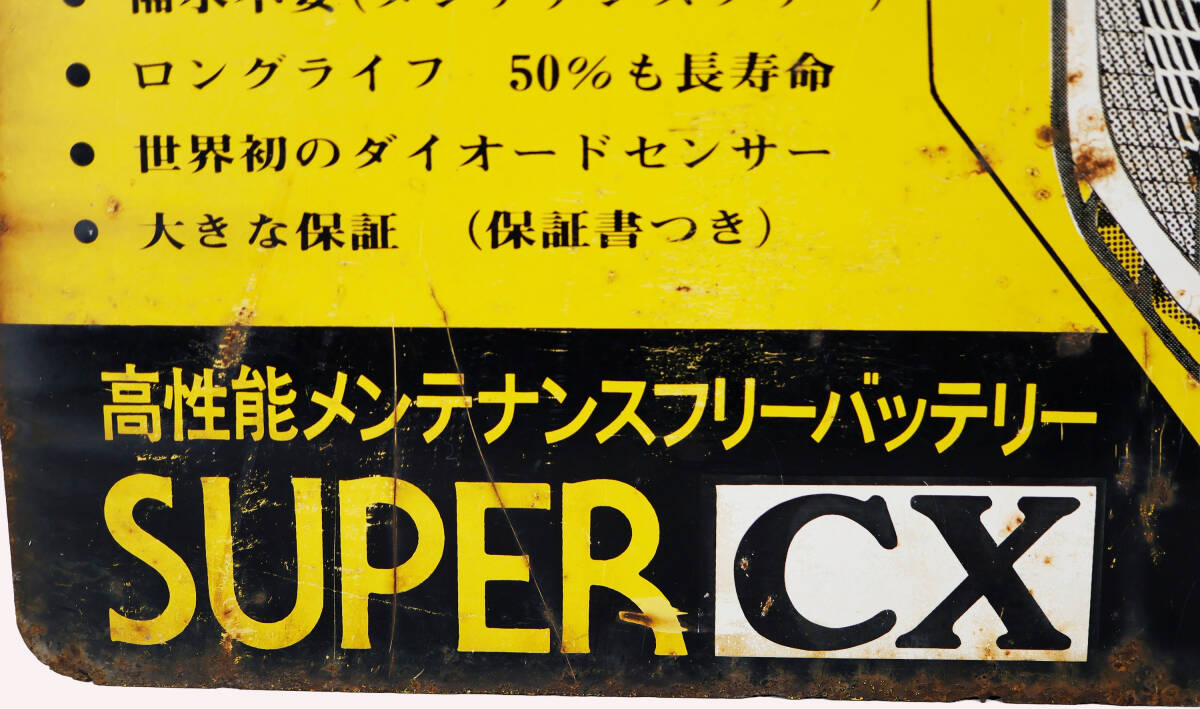 ● ロングライフ 50%も長寿命
● 世界初のダイオードセンサー
● 大きな保証 (保証書つき)
高性能メンテナンスフリーバッテリー
SUPER CX